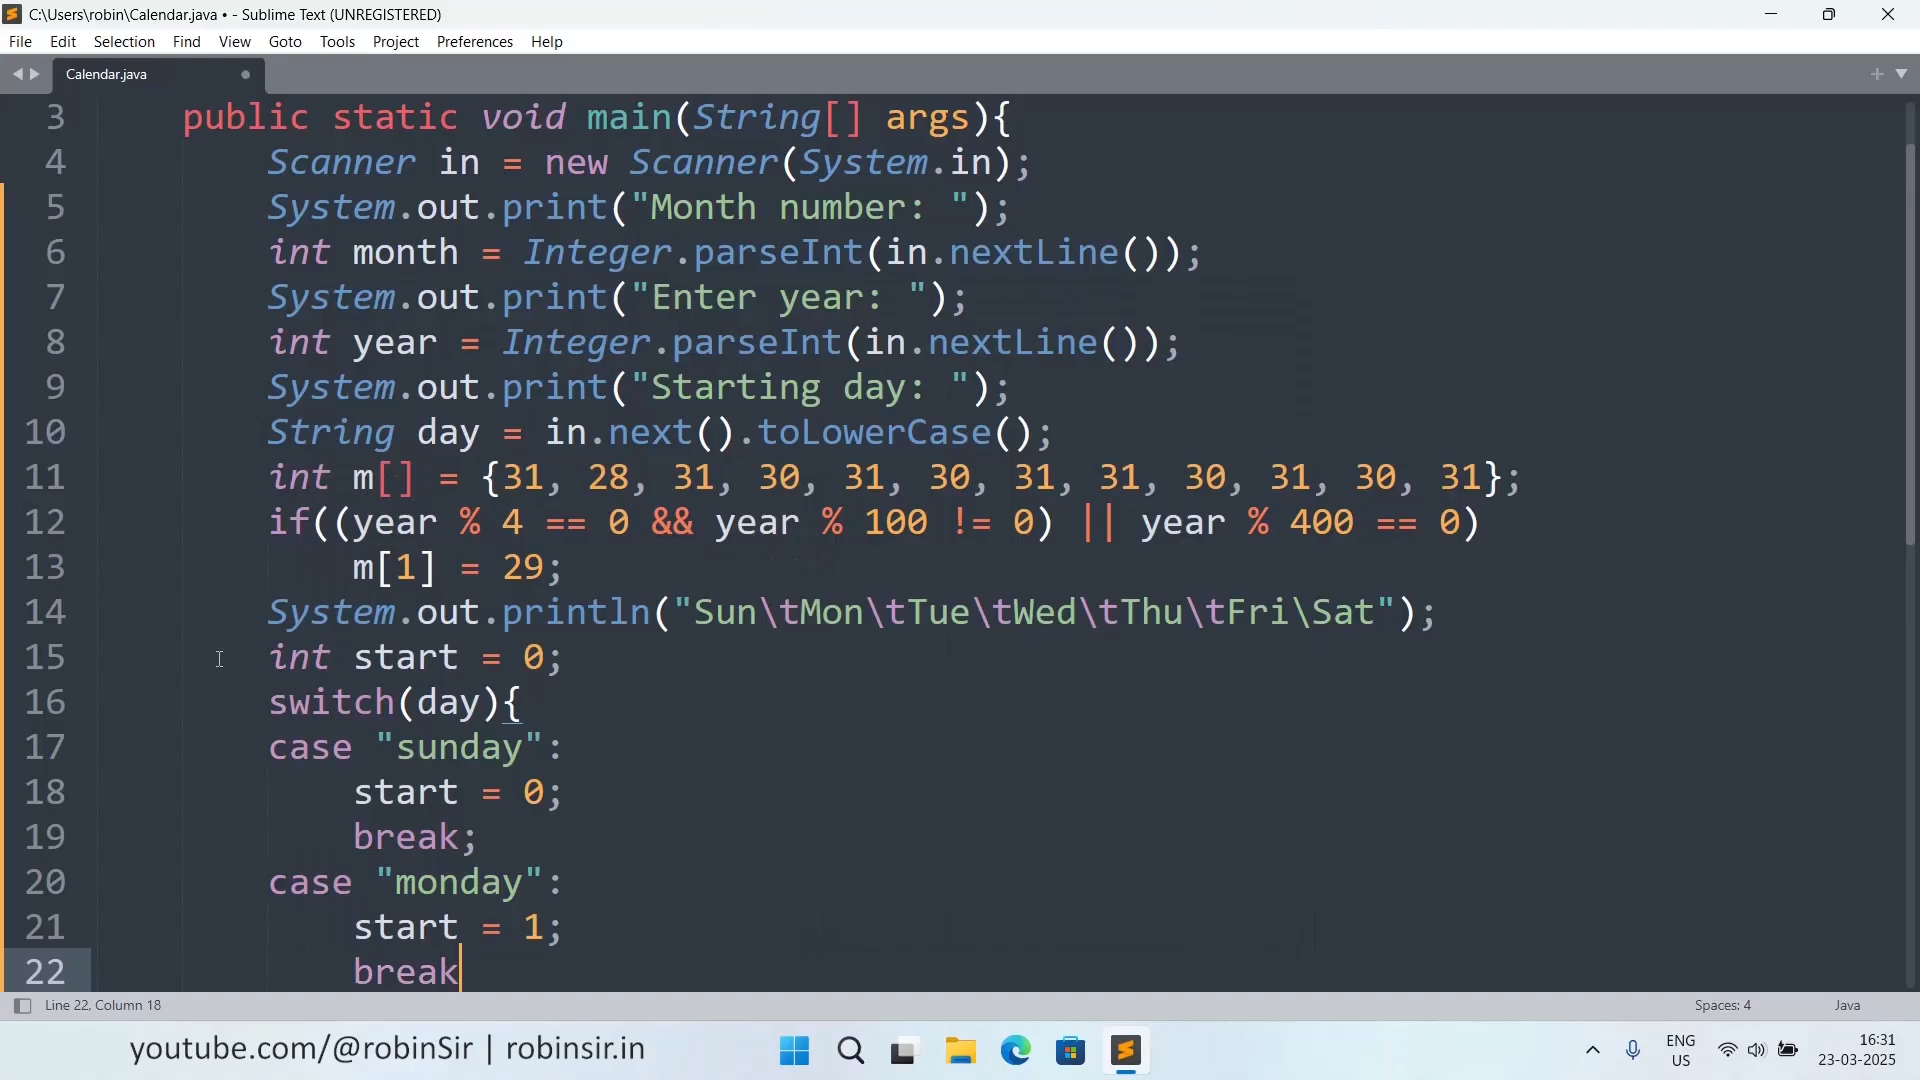 C:\Users\robin\Calendar.java • - Sublime Text (UNREGISTERED)
File Edit Selection Find View Goto Tools Project Preferences Help
Calendar.java
3 public static void main(String[] args){
4 Scanner in = new Scanner(System.in);
5 System.out.print("Month number: ");
6 int month = Integer.parseInt(in.nextLine());
7 System.out.print("Enter year: ");
8 int year = Integer.parseInt(in.nextLine());
9 System.out.print("Starting day: ");
10 String day = in.next().toLowerCase();
11 int m[] = {31, 28, 31, 30, 31, 30, 31, 31, 30, 31, 30, 31};
12 if((year % 4 == 0 && year % 100 != 0) || year % 400 == 0)
13 m[1] = 29;
14 System.out.println("Sun\tMon\tTue\tWed\tThu\tFri\Sat");
15 int start = 0;
16 switch(day){
17 case "sunday":
18 start = 0;
19 break;
20 case "monday":
21 start = 1;
22 break
Line 22, Column 18 Spaces: 4 Java
youtube.com/@robinSir | robinsir.in
ENG
US
16:31
23-03-2025